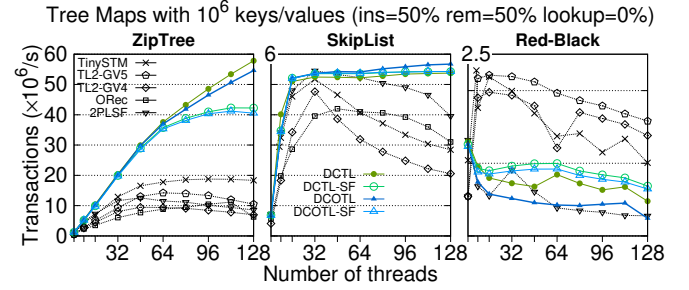 Tree Maps with 10^6 keys/values (ins=50% rem=50% lookup=0%)
ZipTree
SkipList
Red-Black
Transactions (×10^6/s)
60
50
40
30
20
10
0
6
2.5
TinySTM
TL2-GV5
TL2-GV4
ORec
2PLSF
DCTL
DCTL-SF
DCOTL
DCOTL-SF
32 64 96 128
32 64 96 128
32 64 96 128
Number of threads